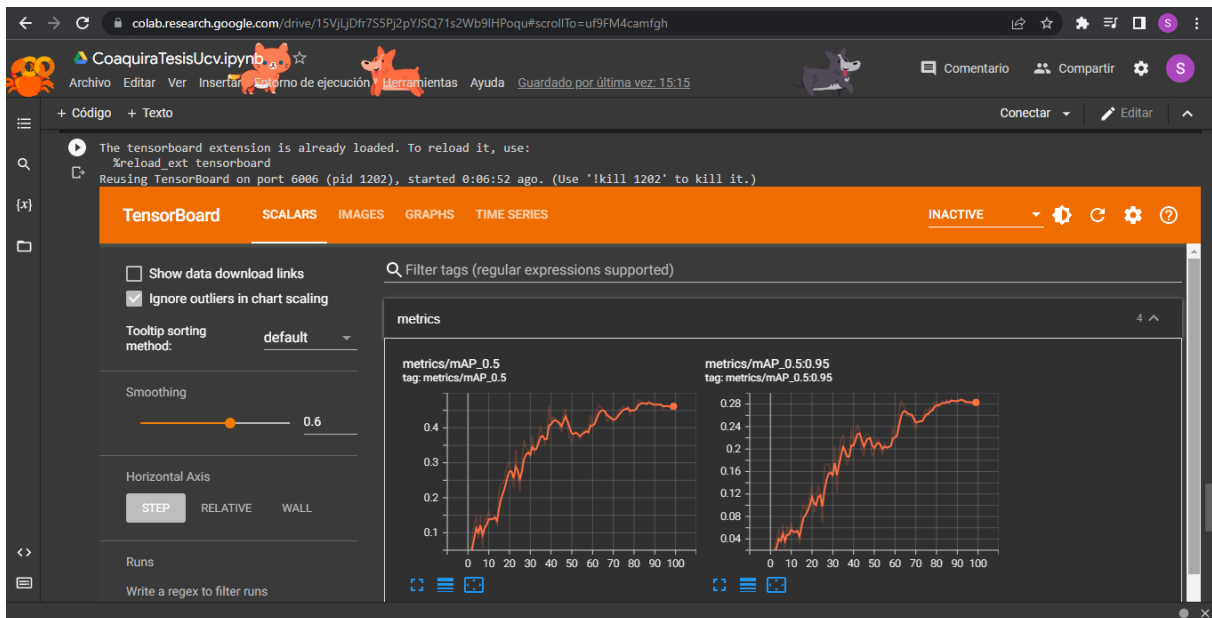 colab.research.google.com/drive/15VjLjDfr7S5Pj2pYJSQ71s2Wb9lHPoqu#scrollTo=uf9FM4camfgh
S
CoaquiraTesisUcv.ipynb
Comentario Compartir S
Archivo Editar Ver Insertar Entorno de ejecución Herramientas Ayuda Guardado por última vez: 15:15
+ Código + Texto Conectar Editar
The tensorboard extension is already loaded. To reload it, use:
%reload_ext tensorboard
Reusing TensorBoard on port 6006 (pid 1202), started 0:06:52 ago. (Use '!kill 1202' to kill it.)
{x}
TensorBoard SCALARS IMAGES GRAPHS TIME SERIES INACTIVE
Show data download links
Ignore outliers in chart scaling
Tooltip sorting
method: default
Smoothing
0.6
Horizontal Axis
STEP RELATIVE WALL
Runs
Write a regex to filter runs
Filter tags (regular expressions supported)
metrics 4
metrics/mAP_0.5
tag: metrics/mAP_0.5
0.4
0.3
0.2
0.1
0 10 20 30 40 50 60 70 80 90 100
metrics/mAP_0.5:0.95
tag: metrics/mAP_0.5:0.95
0.28
0.24
0.2
0.16
0.12
0.08
0.04
0 10 20 30 40 50 60 70 80 90 100